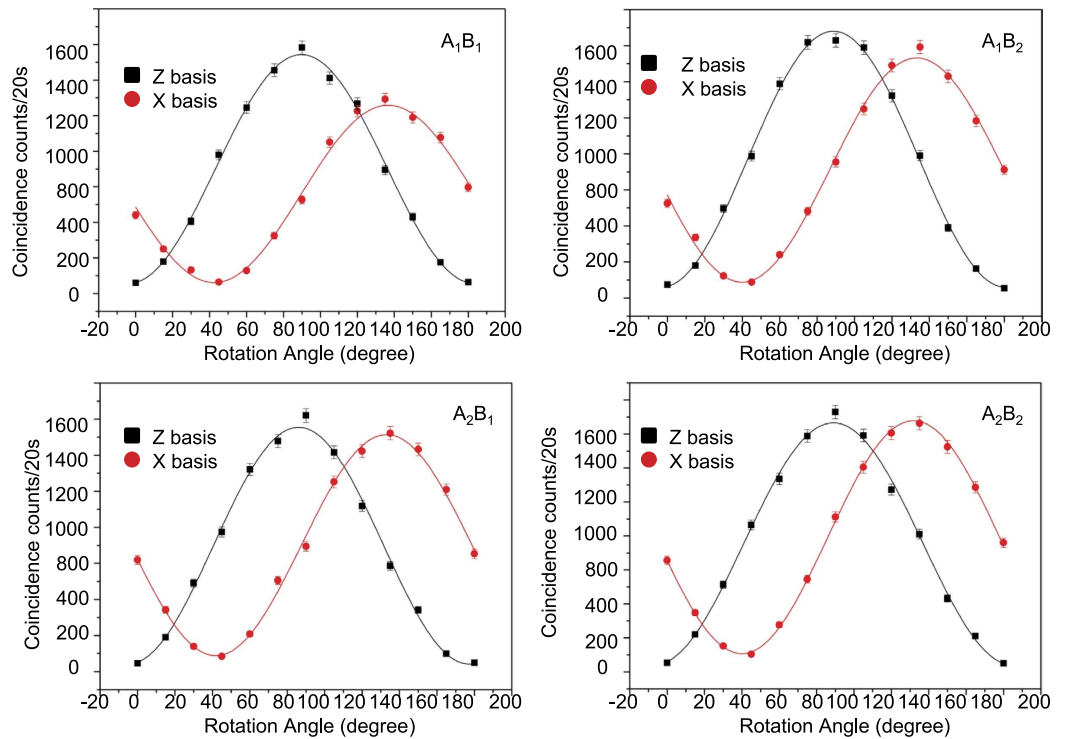 A₁B₁
Z basis
X basis
Coincidence counts/20s
1600
1400
1200
1000
800
600
400
200
0
-20 0 20 40 60 80 100 120 140 160 180 200
Rotation Angle (degree)
A₁B₂
Z basis
X basis
Coincidence counts/20s
1600
1400
1200
1000
800
600
400
200
0
-20 0 20 40 60 80 100 120 140 160 180 200
Rotation Angle (degree)
A₂B₁
Z basis
X basis
Coincidence counts/20s
1600
1400
1200
1000
800
600
400
200
0
-20 0 20 40 60 80 100 120 140 160 180 200
Rotation Angle (degree)
A₂B₂
Z basis
X basis
Coincidence counts/20s
1600
1400
1200
1000
800
600
400
200
0
-20 0 20 40 60 80 100 120 140 160 180 200
Rotation Angle (degree)